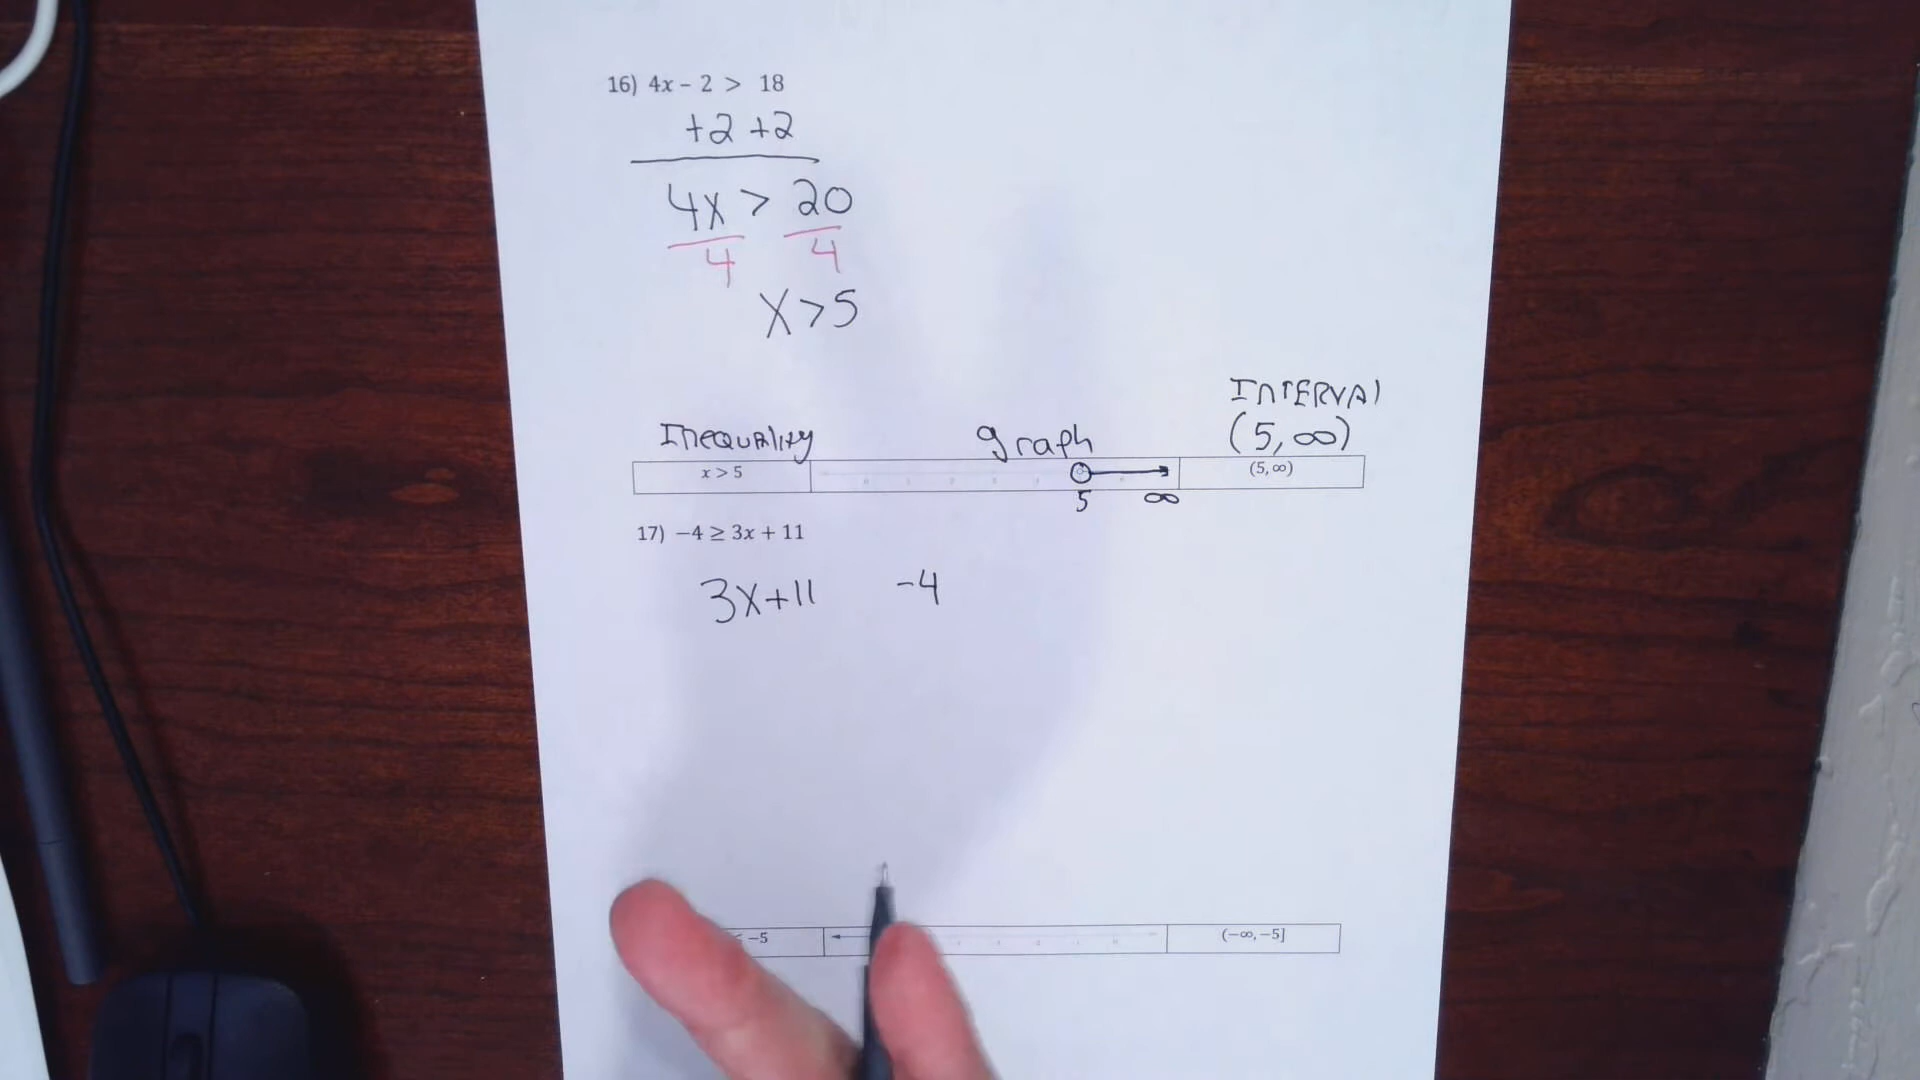 16) 4x − 2 > 18
+2 +2
4x > 20
4 4
x > 5
INTERVAl
Inequality graph (5, ∞)
x > 5 (5, ∞)
5 ∞
17) −4 ≥ 3x + 11
3x+11 -4
−5 (−∞, −5]